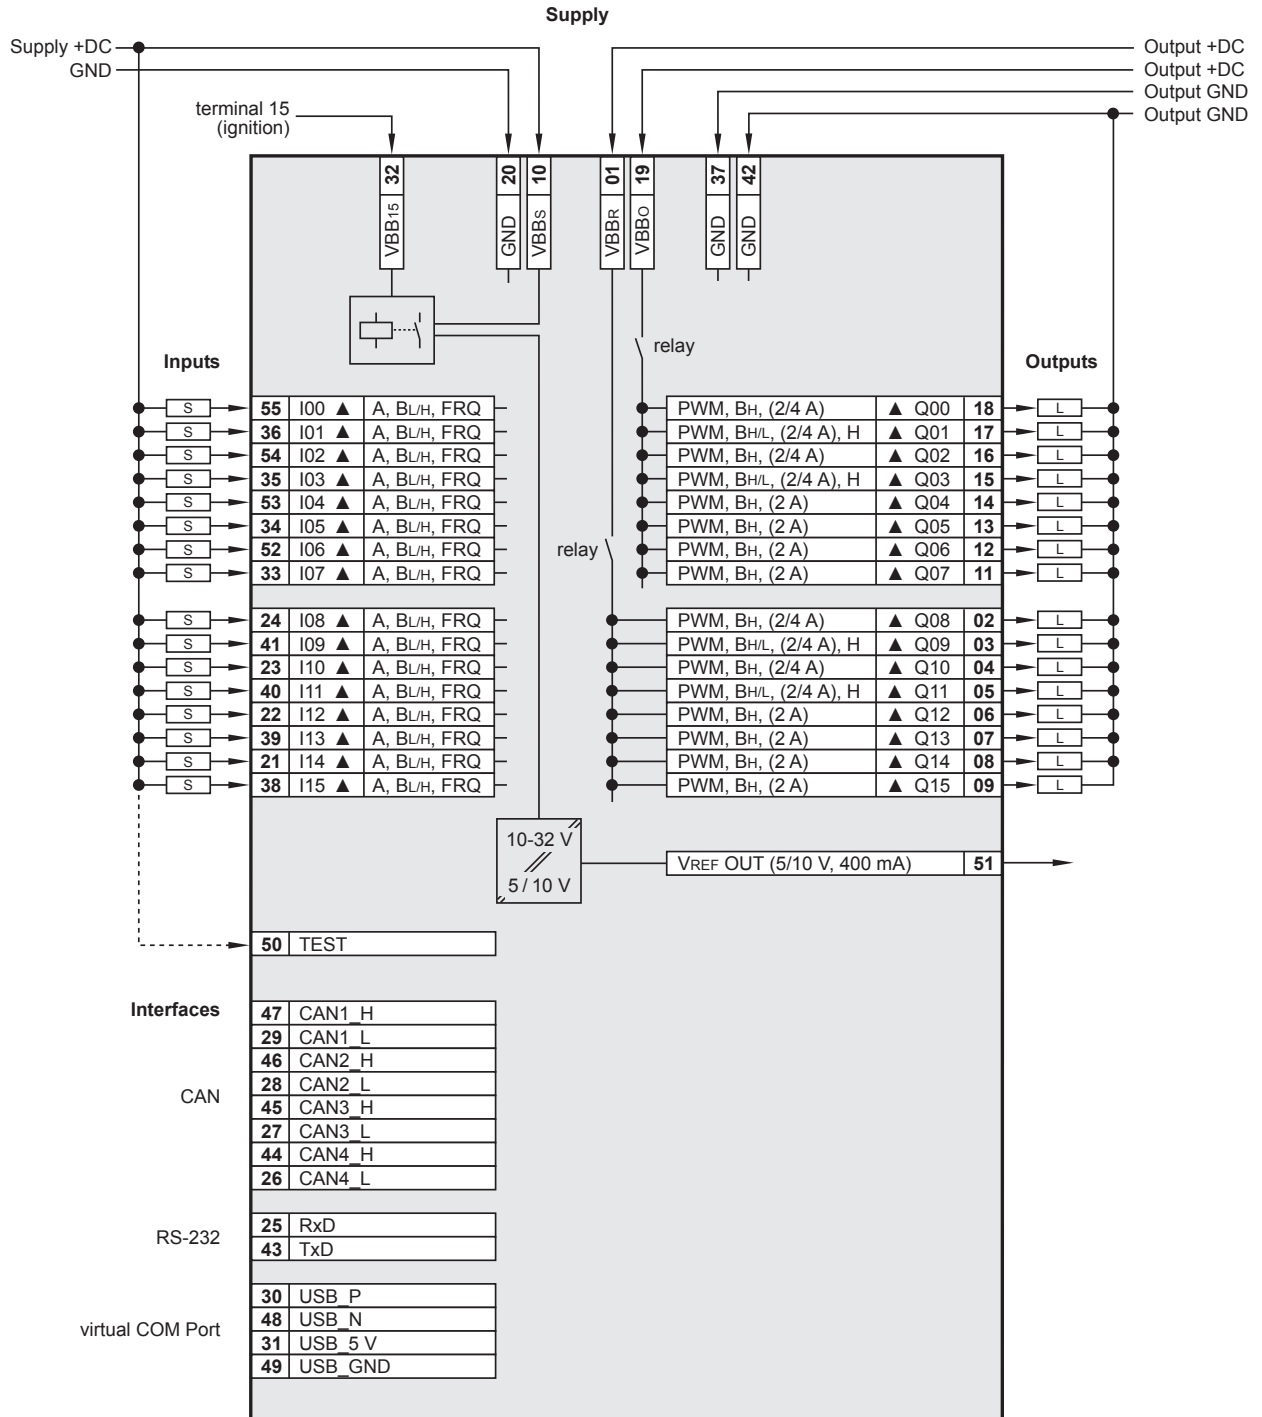 Supply
Supply +DC
GND
terminal 15
(ignition)
Output +DC
Output +DC
Output GND
Output GND
32 VBB15
20 GND
10 VBBS
01 VBBR
19 VBBO
37 GND
42 GND
relay
relay
Inputs
Outputs
S 55 I00 ▲ A, BL/H, FRQ
S 36 I01 ▲ A, BL/H, FRQ
S 54 I02 ▲ A, BL/H, FRQ
S 35 I03 ▲ A, BL/H, FRQ
S 53 I04 ▲ A, BL/H, FRQ
S 34 I05 ▲ A, BL/H, FRQ
S 52 I06 ▲ A, BL/H, FRQ
S 33 I07 ▲ A, BL/H, FRQ
S 24 I08 ▲ A, BL/H, FRQ
S 41 I09 ▲ A, BL/H, FRQ
S 23 I10 ▲ A, BL/H, FRQ
S 40 I11 ▲ A, BL/H, FRQ
S 22 I12 ▲ A, BL/H, FRQ
S 39 I13 ▲ A, BL/H, FRQ
S 21 I14 ▲ A, BL/H, FRQ
S 38 I15 ▲ A, BL/H, FRQ
PWM, BH, (2/4 A) ▲ Q00 18 L
PWM, BH/L, (2/4 A), H ▲ Q01 17 L
PWM, BH, (2/4 A) ▲ Q02 16 L
PWM, BH/L, (2/4 A), H ▲ Q03 15 L
PWM, BH, (2 A) ▲ Q04 14 L
PWM, BH, (2 A) ▲ Q05 13 L
PWM, BH, (2 A) ▲ Q06 12 L
PWM, BH, (2 A) ▲ Q07 11 L
PWM, BH, (2/4 A) ▲ Q08 02 L
PWM, BH/L, (2/4 A), H ▲ Q09 03 L
PWM, BH, (2/4 A) ▲ Q10 04 L
PWM, BH/L, (2/4 A), H ▲ Q11 05 L
PWM, BH, (2 A) ▲ Q12 06 L
PWM, BH, (2 A) ▲ Q13 07 L
PWM, BH, (2 A) ▲ Q14 08 L
PWM, BH, (2 A) ▲ Q15 09 L
10-32 V
5 / 10 V
VREF OUT (5/10 V, 400 mA) 51
50 TEST
Interfaces
CAN
47 CAN1_H
29 CAN1_L
46 CAN2_H
28 CAN2_L
45 CAN3_H
27 CAN3_L
44 CAN4_H
26 CAN4_L
RS-232
25 RxD
43 TxD
virtual COM Port
30 USB_P
48 USB_N
31 USB_5 V
49 USB_GND